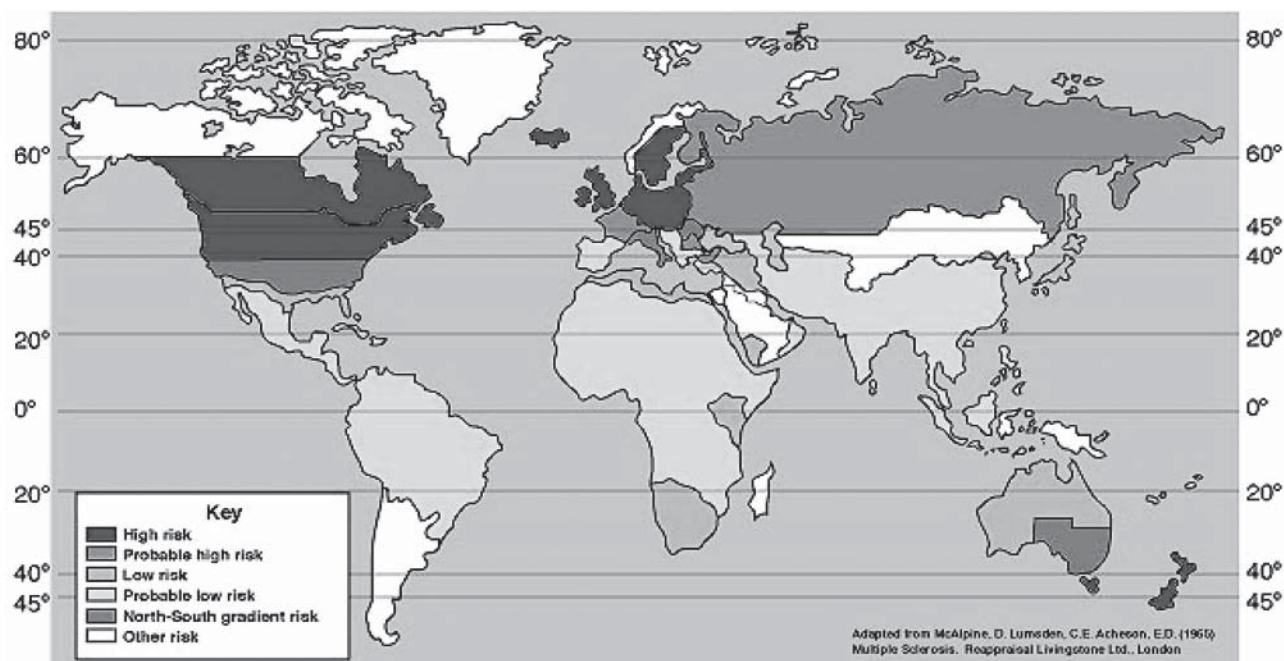 80° 80°
60° 60°
45° 45°
40° 40°
20° 20°
0° 0°
20° 20°
40° 40°
45° 45°
Key
High risk
Probable high risk
Low risk
Probable low risk
North-South gradient risk
Other risk
Adapted from McAlpine, D. Lumsden, C.E. Acheson, E.D. (1965)
Multiple Sclerosis. Reappraisal Livingstone Ltd., London